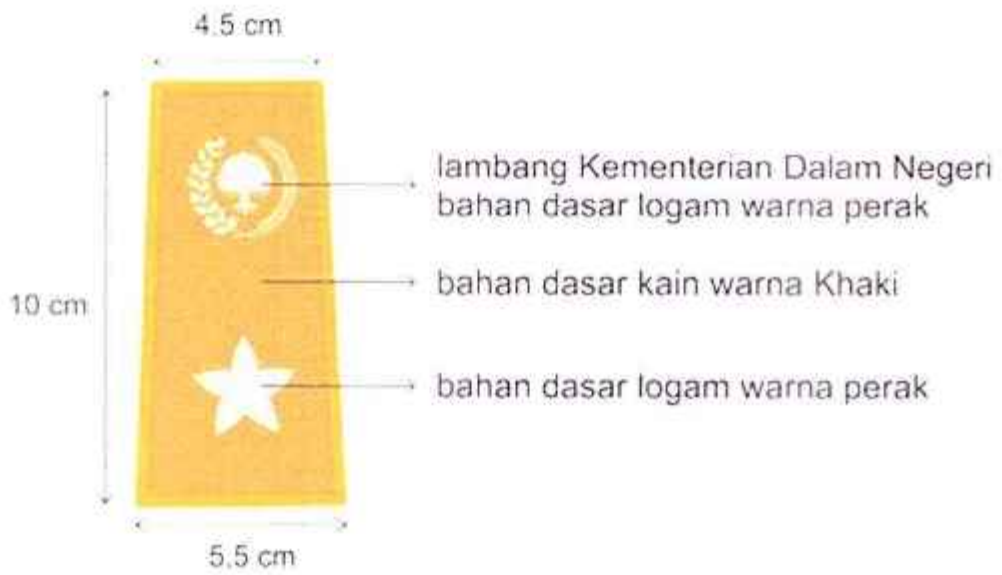 4.5 cm
lambang Kementerian Dalam Negeri
bahan dasar logam warna perak
bahan dasar kain warna Khaki
10 cm
bahan dasar logam warna perak
5.5 cm